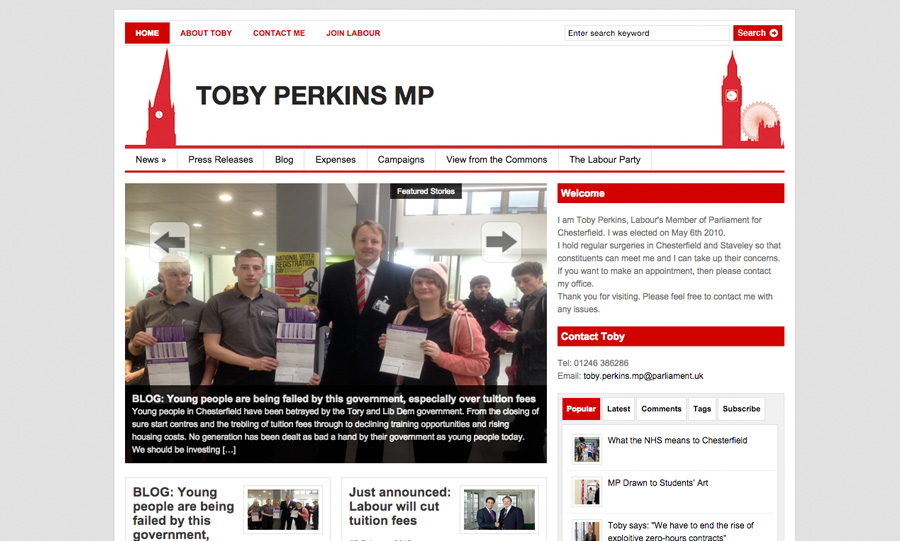 HOME
ABOUT TOBY
CONTACT ME
JOIN LABOUR
Enter search keyword
Search
TOBY PERKINS MP
News »
Press Releases
Blog
Expenses
Campaigns
View from the Commons
The Labour Party
Featured Stories
NATIONAL VOTER
REGISTRATION
BLOG: Young people are being failed by this government, especially over tuition fees
Young people in Chesterfield have been betrayed by the Tory and Lib Dem government. From the closing of
sure start centres and the trebling of tuition fees through to declining training opportunities and rising
housing costs. No generation has been dealt as bad a hand by their government as young people today.
We should be investing [...]
BLOG: Young
people are being
failed by this
government,
Just announced:
Labour will cut
tuition fees
Welcome
I am Toby Perkins, Labour's Member of Parliament for
Chesterfield. I was elected on May 6th 2010.
I hold regular surgeries in Chesterfield and Staveley so that
constituents can meet me and I can take up their concerns.
If you want to make an appointment, then please contact
my office.
Thank you for visiting. Please feel free to contact me with
any issues.
Contact Toby
Tel: 01246 386286
Email: toby.perkins.mp@parliament.uk
Popular
Latest
Comments
Tags
Subscribe
What the NHS means to Chesterfield
MP Drawn to Students' Art
Toby says: "We have to end the rise of
exploitive zero-hours contracts"